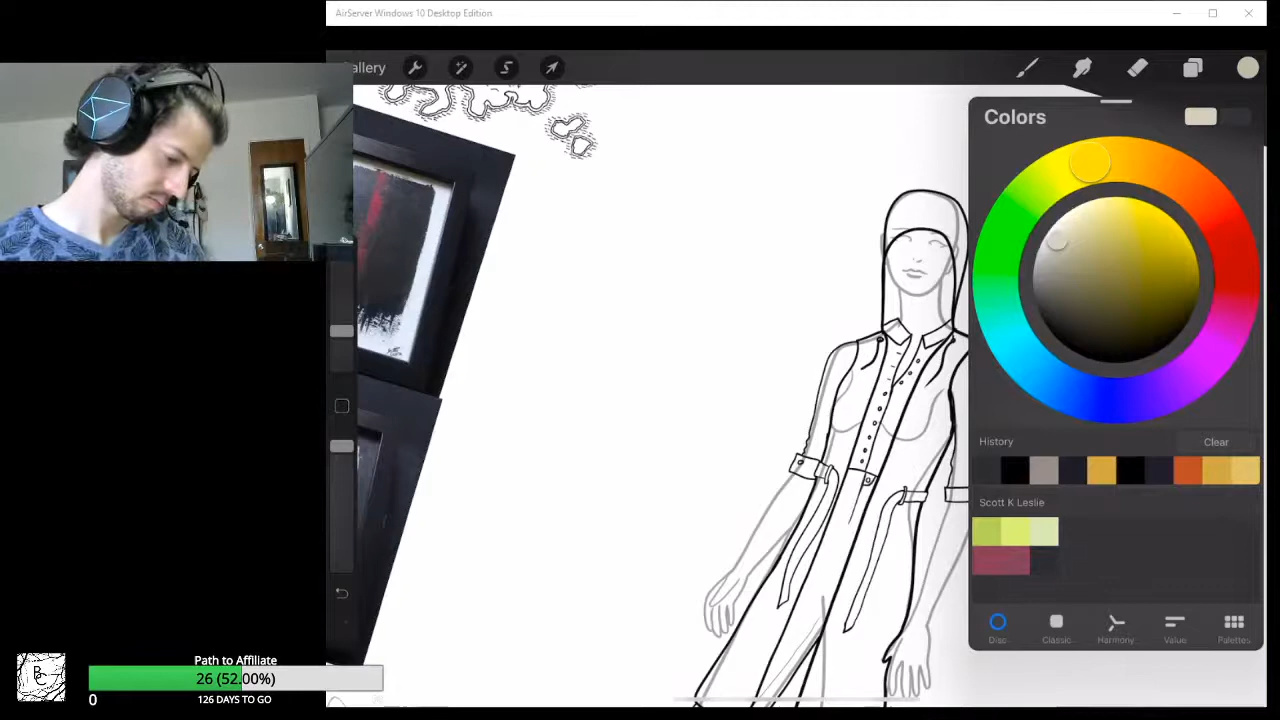 AirServer Windows 10 Desktop Edition
allery
Colors
History
Clear
Scott K Leslie
Disc
Classic
Harmony
Value
Palettes
Path to Affiliate
26 (52.00%)
0
126 DAYS TO GO